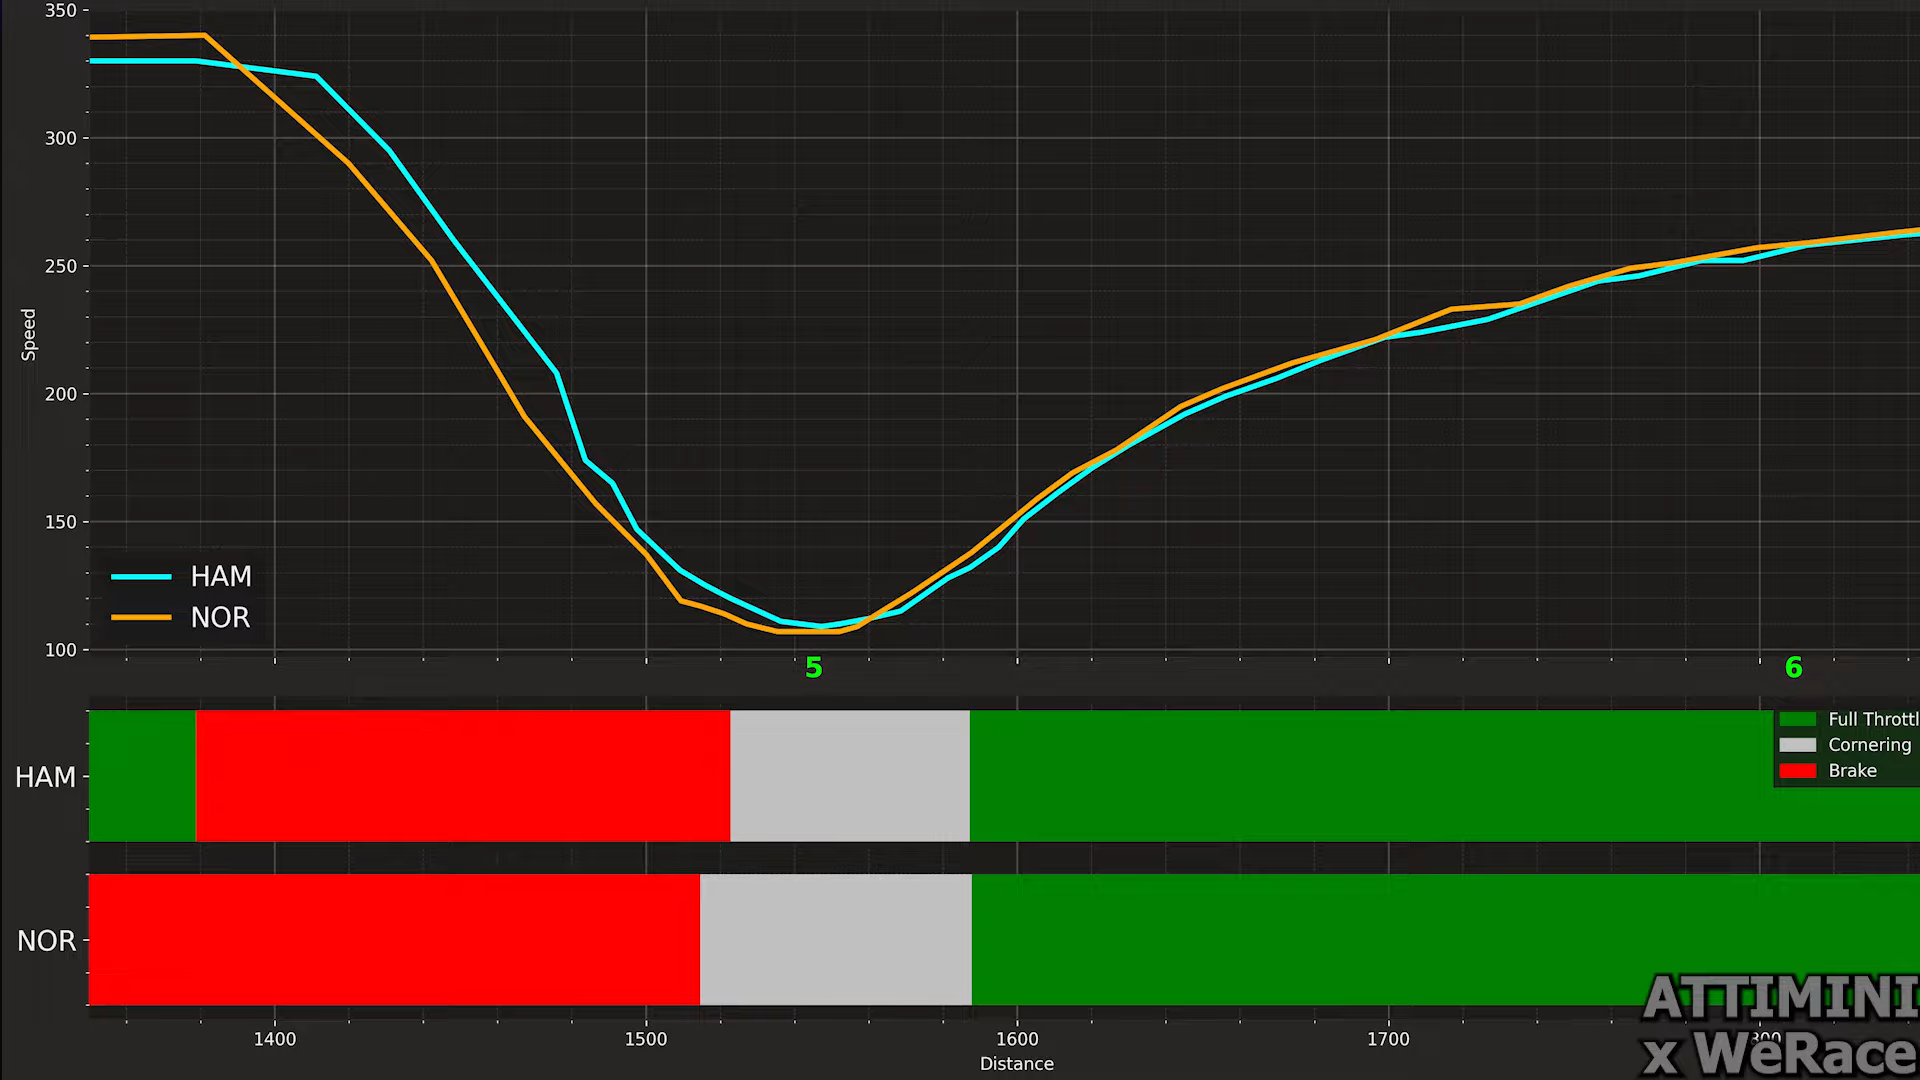 350
300
250
200
150
100
Speed
HAM
NOR
5
6
HAM
NOR
Full Throttl
Cornering
Brake
1400
1500
1600
1700
Distance
ATTIMINI
x WeRace